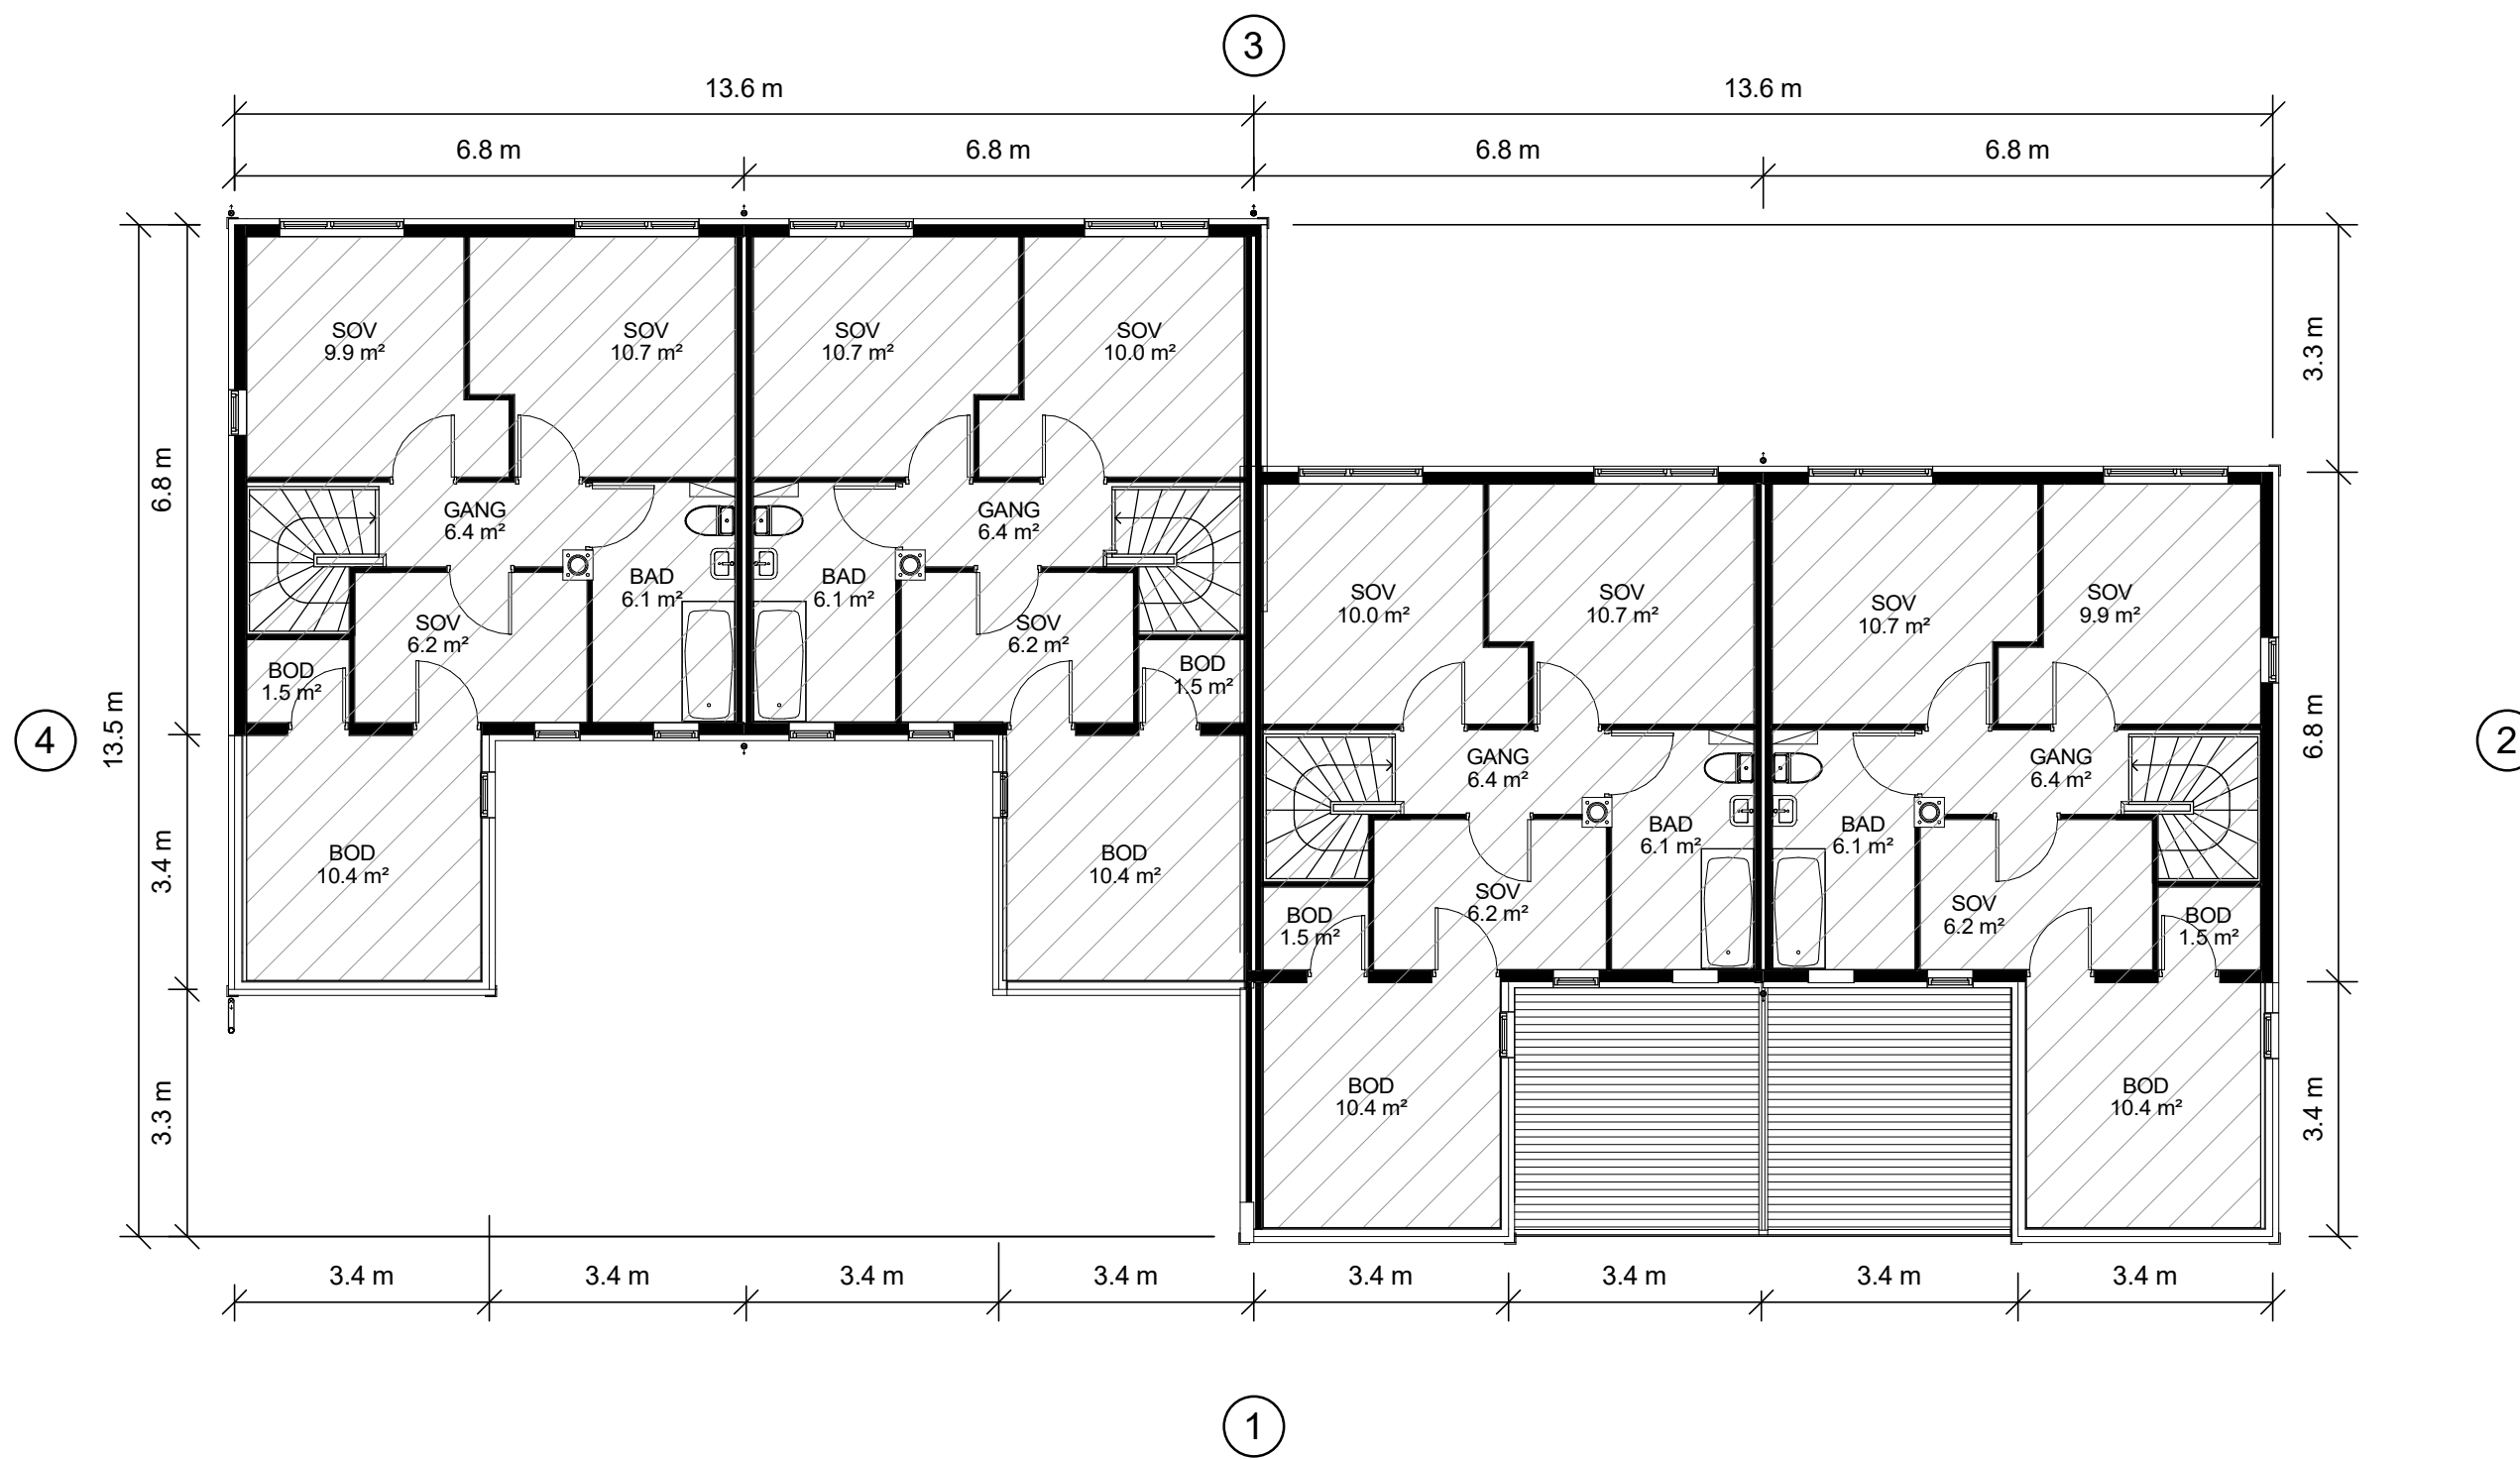 3
13.6 m
13.6 m
6.8 m
6.8 m
6.8 m
6.8 m
SOV
9.9 m²
SOV
10.7 m²
SOV
10.7 m²
SOV
10.0 m²
3.3 m
6.8 m
GANG
6.4 m²
GANG
6.4 m²
BAD
6.1 m²
BAD
6.1 m²
SOV
6.2 m²
SOV
6.2 m²
BOD
1.5 m²
BOD
1.5 m²
SOV
10.0 m²
SOV
10.7 m²
SOV
10.7 m²
SOV
9.9 m²
4
13.5 m
6.8 m
2
GANG
6.4 m²
GANG
6.4 m²
BAD
6.1 m²
BAD
6.1 m²
3.4 m
BOD
10.4 m²
BOD
10.4 m²
SOV
6.2 m²
SOV
6.2 m²
BOD
1.5 m²
BOD
1.5 m²
3.3 m
BOD
10.4 m²
BOD
10.4 m²
3.4 m
3.4 m
3.4 m
3.4 m
3.4 m
3.4 m
3.4 m
3.4 m
3.4 m
1